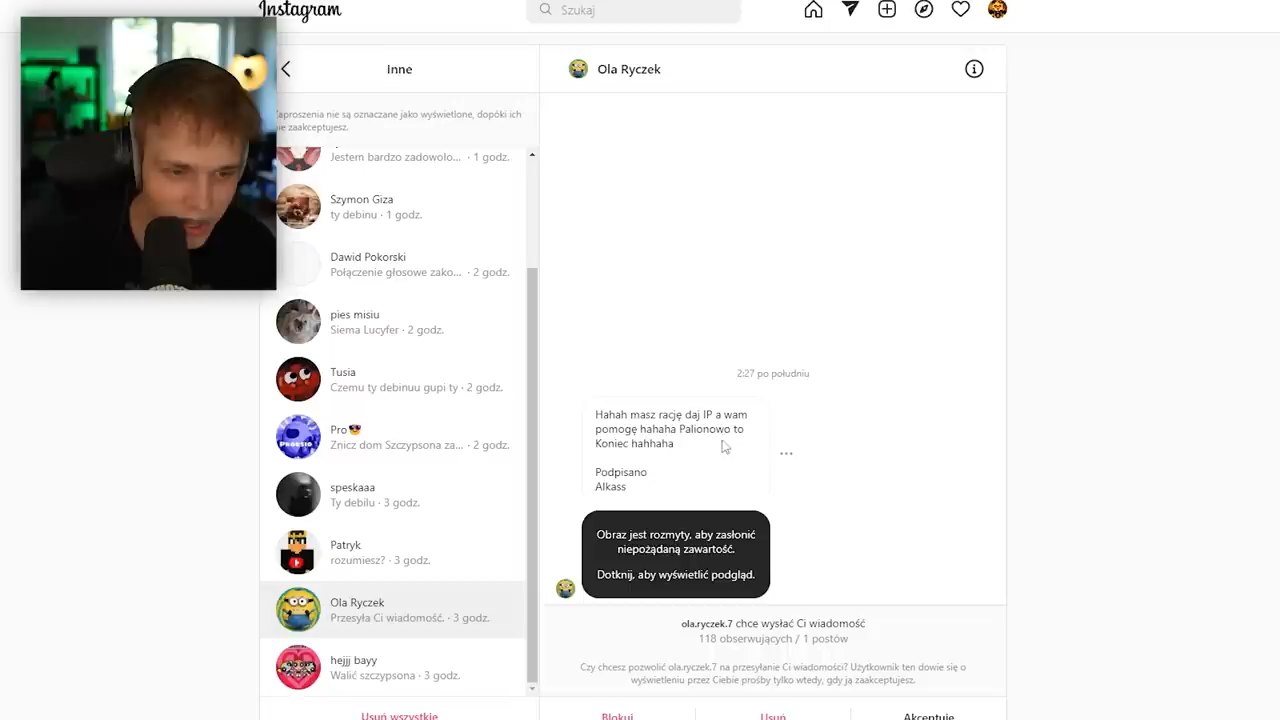 Instagram
Szukaj
Inne
Zaproszenia nie są oznaczane jako wyświetlone, dopóki ich
nie zaakceptujesz.
Jestem bardzo zadowolo... · 1 godz.
Szymon Giza
ty debinu · 1 godz.
Dawid Pokorski
Połączenie głosowe zako... · 2 godz.
pies misiu
Siema Lucyfer · 2 godz.
Tusia
Czemu ty debinuu gupi ty · 2 godz.
Pro😎
Znicz dom Szczypsona za... · 2 godz.
speskaaa
Ty debilu · 3 godz.
Patryk
rozumiesz? · 3 godz.
Ola Ryczek
Przesyła Ci wiadomość. · 3 godz.
hejjj bayy
Walić szczypsona · 3 godz.
Usuń wszystkie
Ola Ryczek
2:27 po południu
Hahah masz rację daj IP a wam
pomogę hahaha Palionowo to
Koniec hahhaha
Podpisano
Alkass
Obraz jest rozmyty, aby zasłonić
niepożądaną zawartość.
Dotknij, aby wyświetlić podgląd.
ola.ryczek.7 chce wysłać Ci wiadomość
118 obserwujących / 1 postów
Czy chcesz pozwolić ola.ryczek.7 na przesyłanie Ci wiadomości? Użytkownik ten dowie się o
wyświetleniu przez Ciebie prośby tylko wtedy, gdy ją zaakceptujesz.
Blokuj
Usuń
Akceptuję